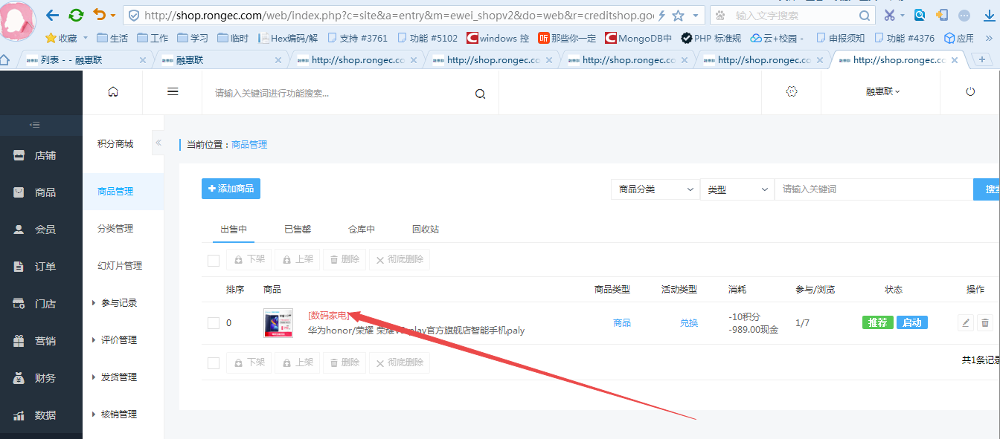 http://shop.rongec.com/web/index.php?c=site&a=entry&m=ewei_shopv2&do=web&r=creditshop.goo
输入文字搜索
收藏 生活 工作 学习 临时 Hex编码/解 支持 #3761 功能 #5102 windows 控 听 那些你一定 MongoDB中 PHP 标准规 云+校园 - 申报须知 功能 #4376 应用
列表 - - 融惠联 融惠联 http://shop.rongec.co http://shop.rongec.co http://shop.rongec.co http://shop.rongec.co http://shop.rongec.co
请输入关键词进行功能搜索...
融惠联
店铺
商品
会员
订单
门店
营销
财务
数据
积分商城
商品管理
分类管理
幻灯片管理
参与记录
评价管理
发货管理
核销管理
当前位置：商品管理
添加商品
商品分类 类型 请输入关键词 搜索
出售中 已售罄 仓库中 回收站
下架 上架 删除 彻底删除
排序 商品 商品类型 活动类型 消耗 参与/浏览 状态 操作
0
[数码家电]
华为honor/荣耀 荣耀V9 play官方旗舰店智能手机paly
商品 兑换
-10积分
-989.00现金
1/7
推荐 启动
下架 上架 删除 彻底删除
共1条记录